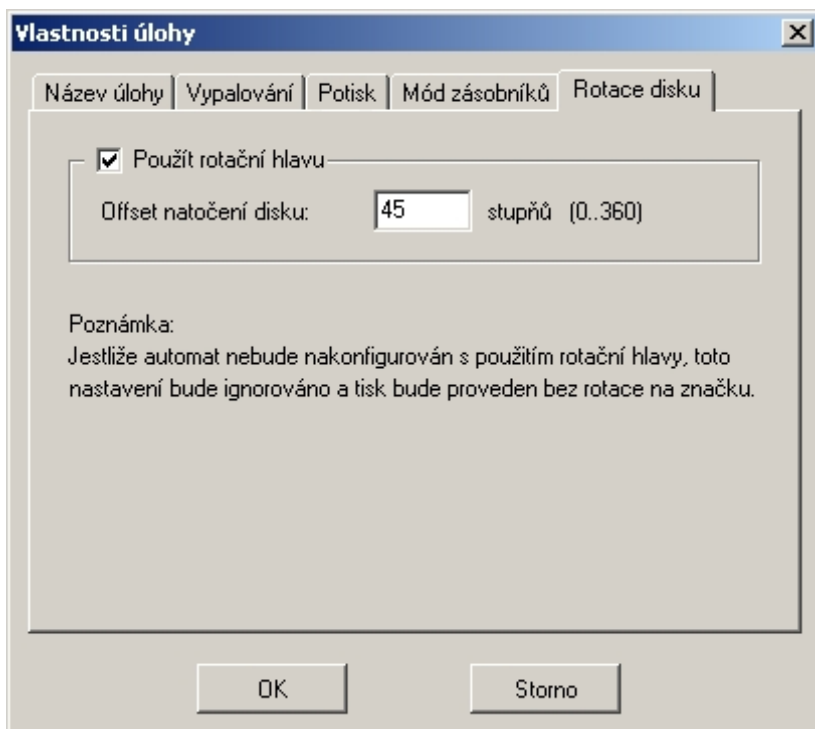 Vlastnosti úlohy
Název úlohy Vypalování Potisk Mód zásobníků Rotace disku
Použít rotační hlavu
Offset natočení disku: 45 stupňů (0..360)
Poznámka:
Jestliže automat nebude nakonfigurován s použitím rotační hlavy, toto
nastavení bude ignorováno a tisk bude proveden bez rotace na značku.
OK Storno